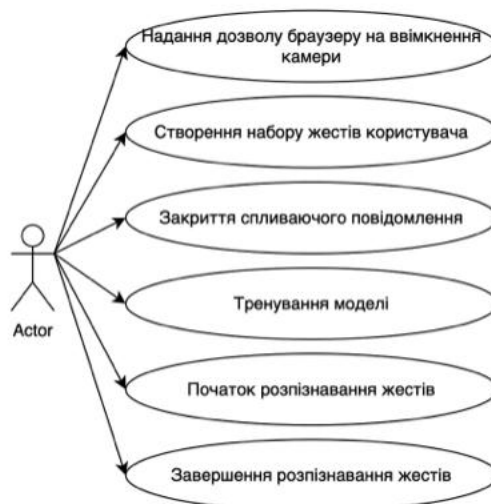 Надання дозволу браузеру на ввімкнення
камери
Створення набору жестів користувача
Закриття спливаючого повідомлення
Тренування моделі
Actor
Початок розпізнавання жестів
Завершення розпізнавання жестів